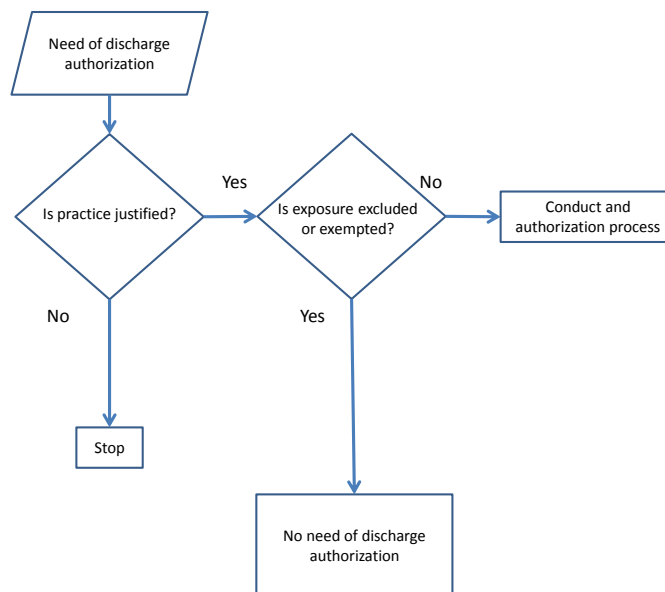 Need of discharge
authorization
Is practice justified?
Yes
Is exposure excluded
or exempted?
No
Conduct and
authorization process
No
Yes
Stop
No need of discharge
authorization